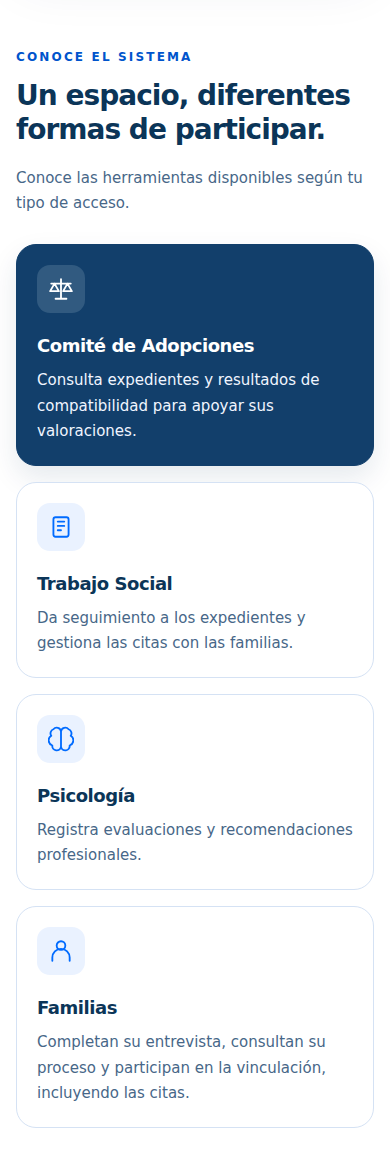 CONOCE EL SISTEMA
Un espacio, diferentes
formas de participar.
Conoce las herramientas disponibles según tu
tipo de acceso.
Comité de Adopciones
Consulta expedientes y resultados de
compatibilidad para apoyar sus
valoraciones.
Trabajo Social
Da seguimiento a los expedientes y
gestiona las citas con las familias.
Psicología
Registra evaluaciones y recomendaciones
profesionales.
Familias
Completan su entrevista, consultan su
proceso y participan en la vinculación,
incluyendo las citas.